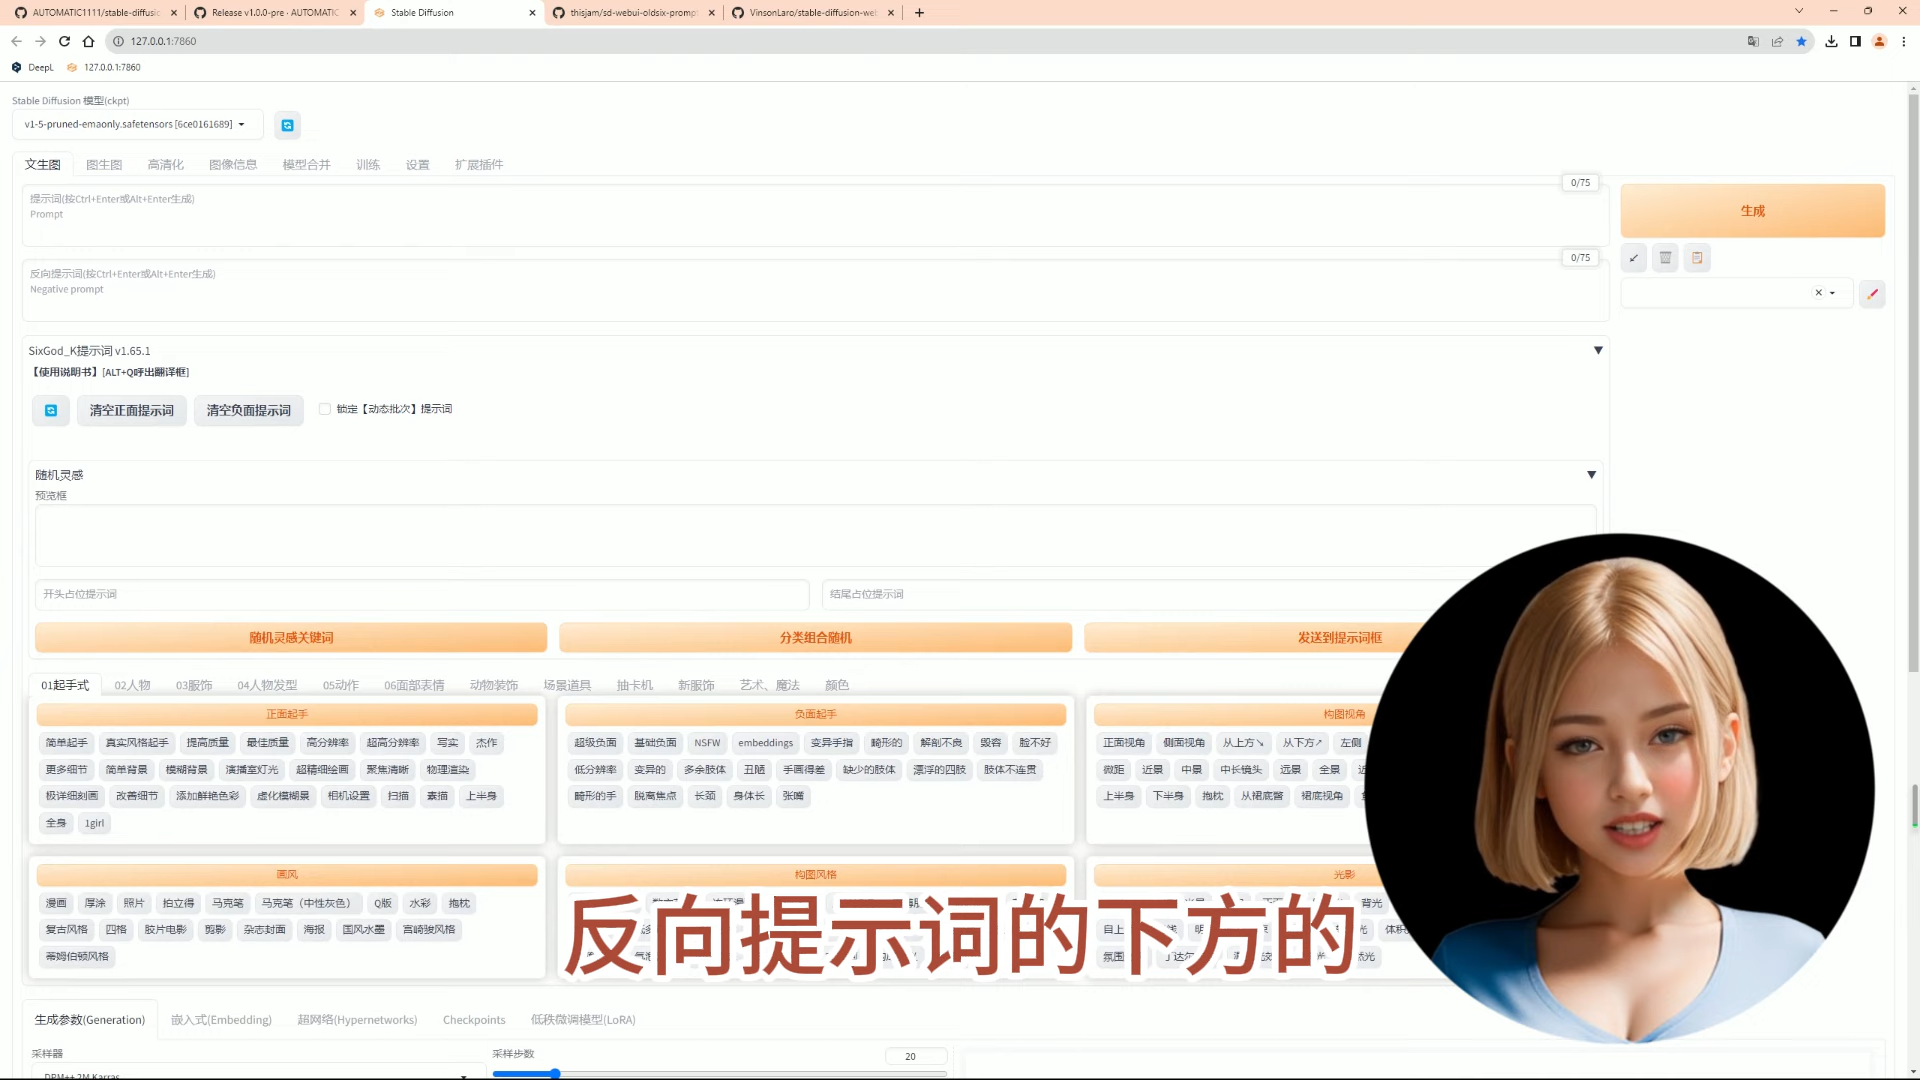 AUTOMATIC1111/stable-diffusio
Release v1.0.0-pre · AUTOMATIC
Stable Diffusion
thisjam/sd-webui-oldsix-promp
VinsonLaro/stable-diffusion-we
127.0.0.1:7860
DeepL
127.0.0.1:7860
Stable Diffusion 模型(ckpt)
v1-5-pruned-emaonly.safetensors [6ce0161689]
文生图 图生图 高清化 图像信息 模型合并 训练 设置 扩展插件
0/75
提示词(按Ctrl+Enter或Alt+Enter生成)
Prompt
生成
0/75
反向提示词(按Ctrl+Enter或Alt+Enter生成)
Negative prompt
SixGod_K提示词 v1.65.1
【使用说明书】[ALT+Q呼出翻译框]
清空正面提示词 清空负面提示词 锁定【动态批次】提示词
随机灵感
预览框
开头占位提示词 结尾占位提示词
随机灵感关键词 分类组合随机 发送到提示词框
01起手式 02人物 03服饰 04人物发型 05动作 06面部表情 动物装饰 场景道具 抽卡机 新服饰 艺术、魔法 颜色
正面起手
简单起手 真实风格起手 提高质量 最佳质量 高分辨率 超高分辨率 写实 杰作
更多细节 简单背景 模糊背景 演播室灯光 超精细绘画 聚焦清晰 物理渲染
极详细刻画 改善细节 添加鲜艳色彩 虚化模糊景 相机设置 扫描 素描 上半身
全身 1girl
负面起手
超级负面 基础负面 NSFW embeddings 变异手指 畸形的 解剖不良 毁容 脸不好
低分辨率 变异的 多余肢体 丑陋 手画得差 缺少的肢体 漂浮的四肢 肢体不连贯
畸形的手 脱离焦点 长颈 身体长 张嘴
构图视角
正面视角 侧面视角 从上方↘ 从下方↗ 左侧
微距 近景 中景 中长镜头 远景 全景
上半身 下半身 抱枕 从裙底瞥 裙底视角
画风
漫画 厚涂 照片 拍立得 马克笔 马克笔（中性灰色） Q版 水彩 抱枕
复古风格 四格 胶片电影 剪影 杂志封面 海报 国风水墨 宫崎骏风格
蒂姆伯顿风格
构图风格
光影
背光
自上
体积
氛围
反向提示词的下方的
生成参数(Generation) 嵌入式(Embedding) 超网络(Hypernetworks) Checkpoints 低秩微调模型(LoRA)
采样器
DPM++ 2M Karras
采样步数
20